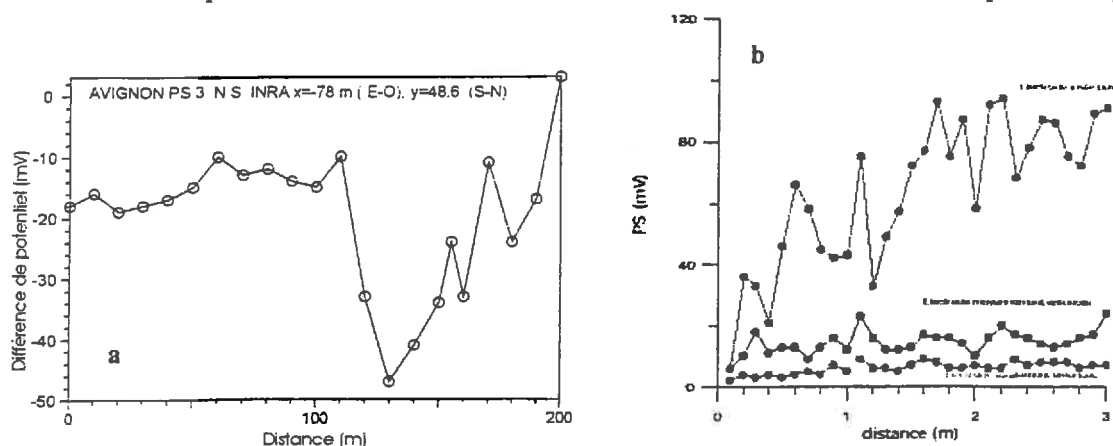 AVIGNON PS 3 N S INRA x=-78 m ( E-O), y=48.6 (S-N)
Différence de potentiel (mV)
0
-10
-20
-30
-40
-50
a
0
100
200
Distance (m)
b
PS (mV)
120
80
40
0
0
1
2
3
distance (m)